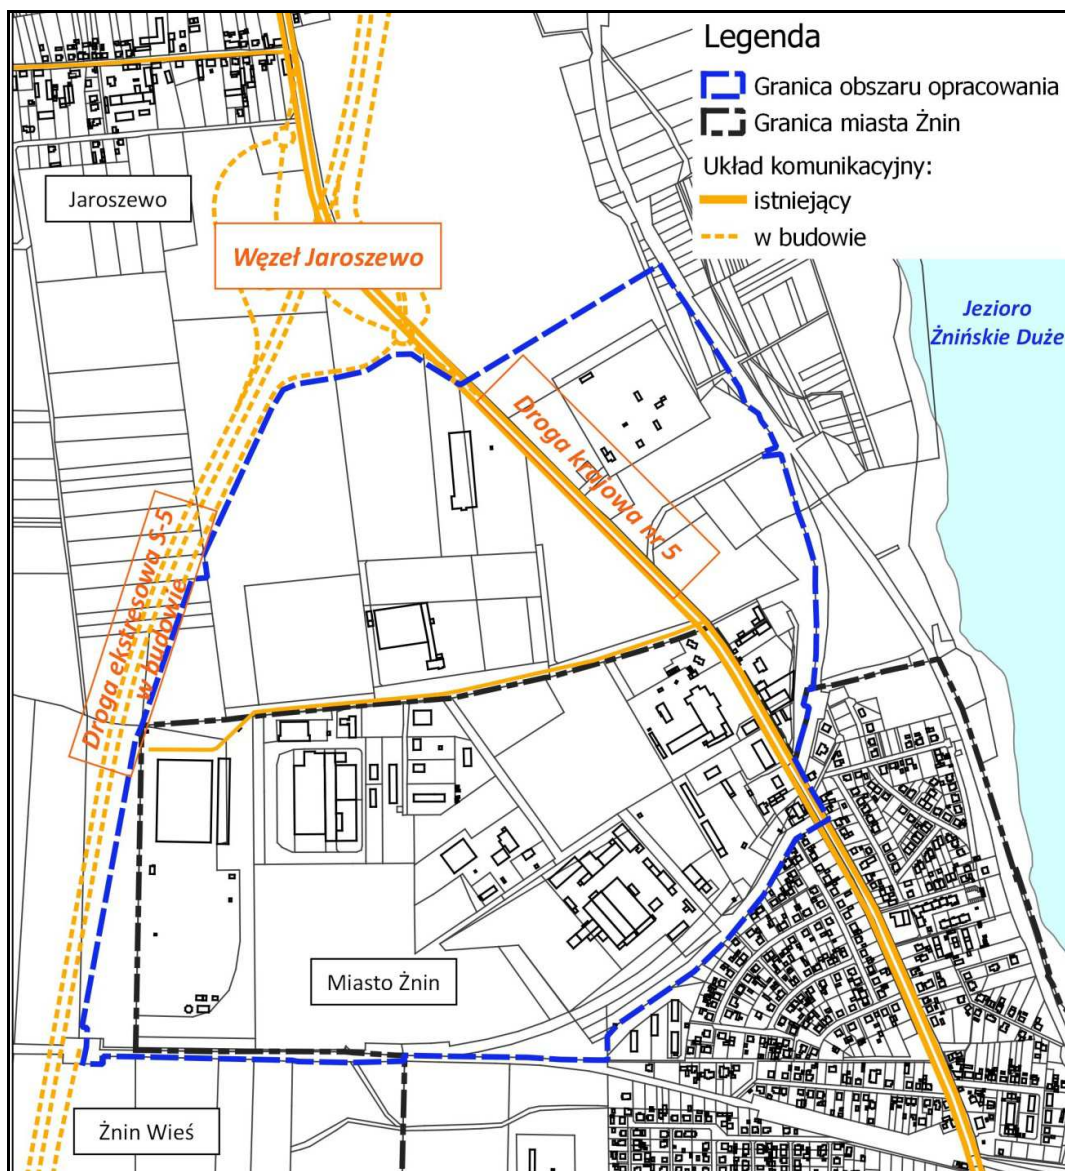 Legenda
Granica obszaru opracowania
Granica miasta Żnin
Układ komunikacyjny:
istniejący
w budowie
Jaroszewo
Węzeł Jaroszewo
Jezioro
Żnińskie Duże
Droga krajowa nr 5
Droga ekstresowa S-5
w budowie
Miasto Żnin
Żnin Wieś